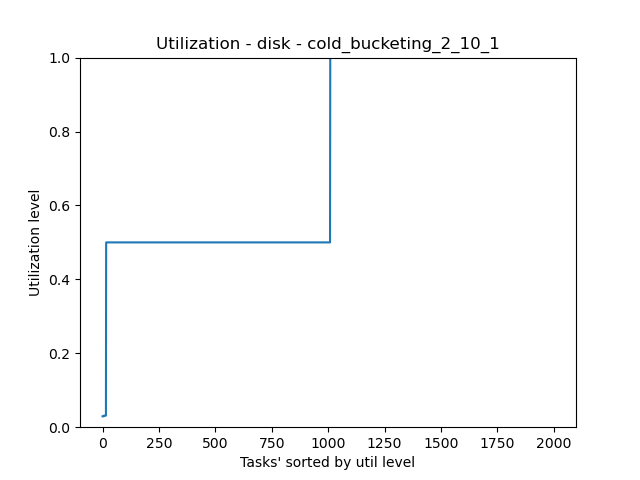 Utilization - disk - cold_bucketing_2_10_1
1.0
0.8
0.6
0.4
0.2
0.0
Utilization level
0 250 500 750 1000 1250 1500 1750 2000
Tasks' sorted by util level